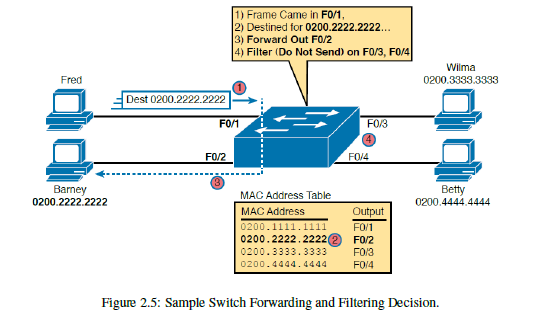 1) Frame Came in F0/1,
2) Destined for 0200.2222.2222…
3) Forward Out F0/2
4) Filter (Do Not Send) on F0/3, F0/4
Fred
Wilma
0200.3333.3333
Dest 0200.2222.2222
1
F0/1
F0/3
4
F0/2
F0/4
3
Barney
0200.2222.2222
Betty
0200.4444.4444
MAC Address Table
MAC Address Output
0200.1111.1111 F0/1
0200.2222.2222 2 F0/2
0200.3333.3333 F0/3
0200.4444.4444 F0/4
Figure 2.5: Sample Switch Forwarding and Filtering Decision.